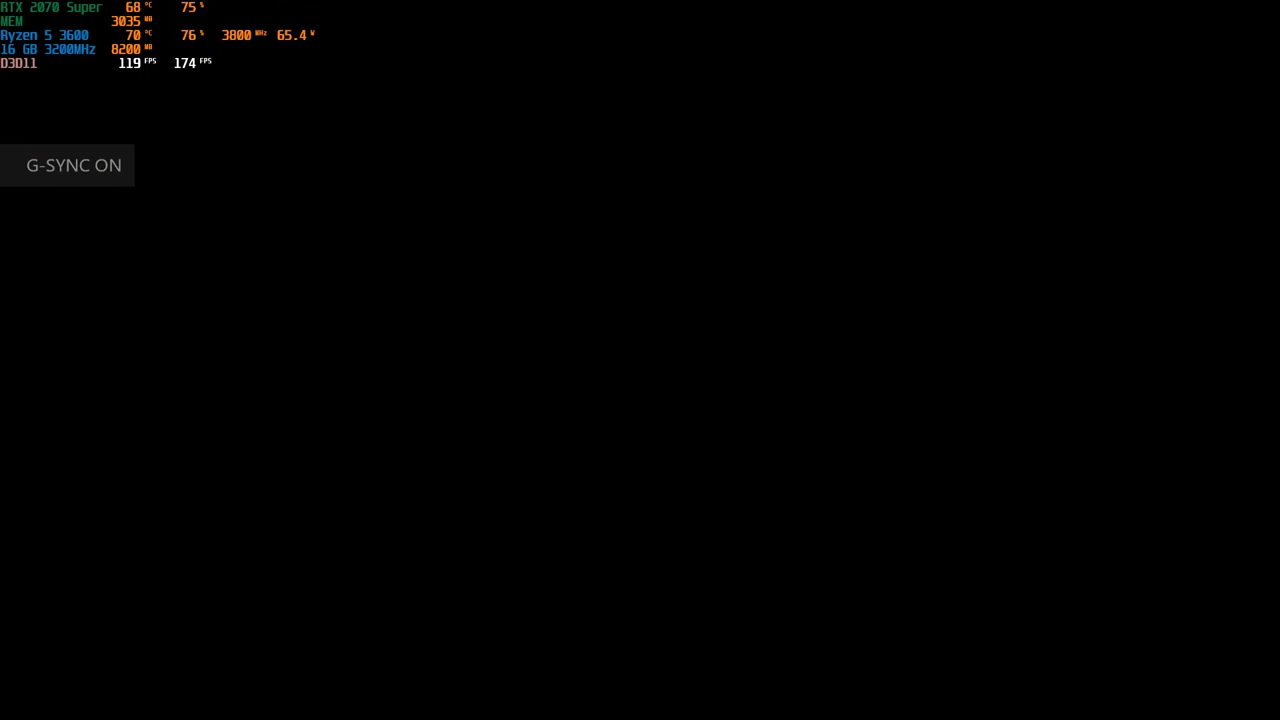 RTX 2070 Super 68 °C 75 %
MEM 3035 MB
Ryzen 5 3600 70 °C 76 % 3800 MHz 65.4 W
16 GB 3200MHz 8200 MB
D3D11 119 FPS 174 FPS
G-SYNC ON